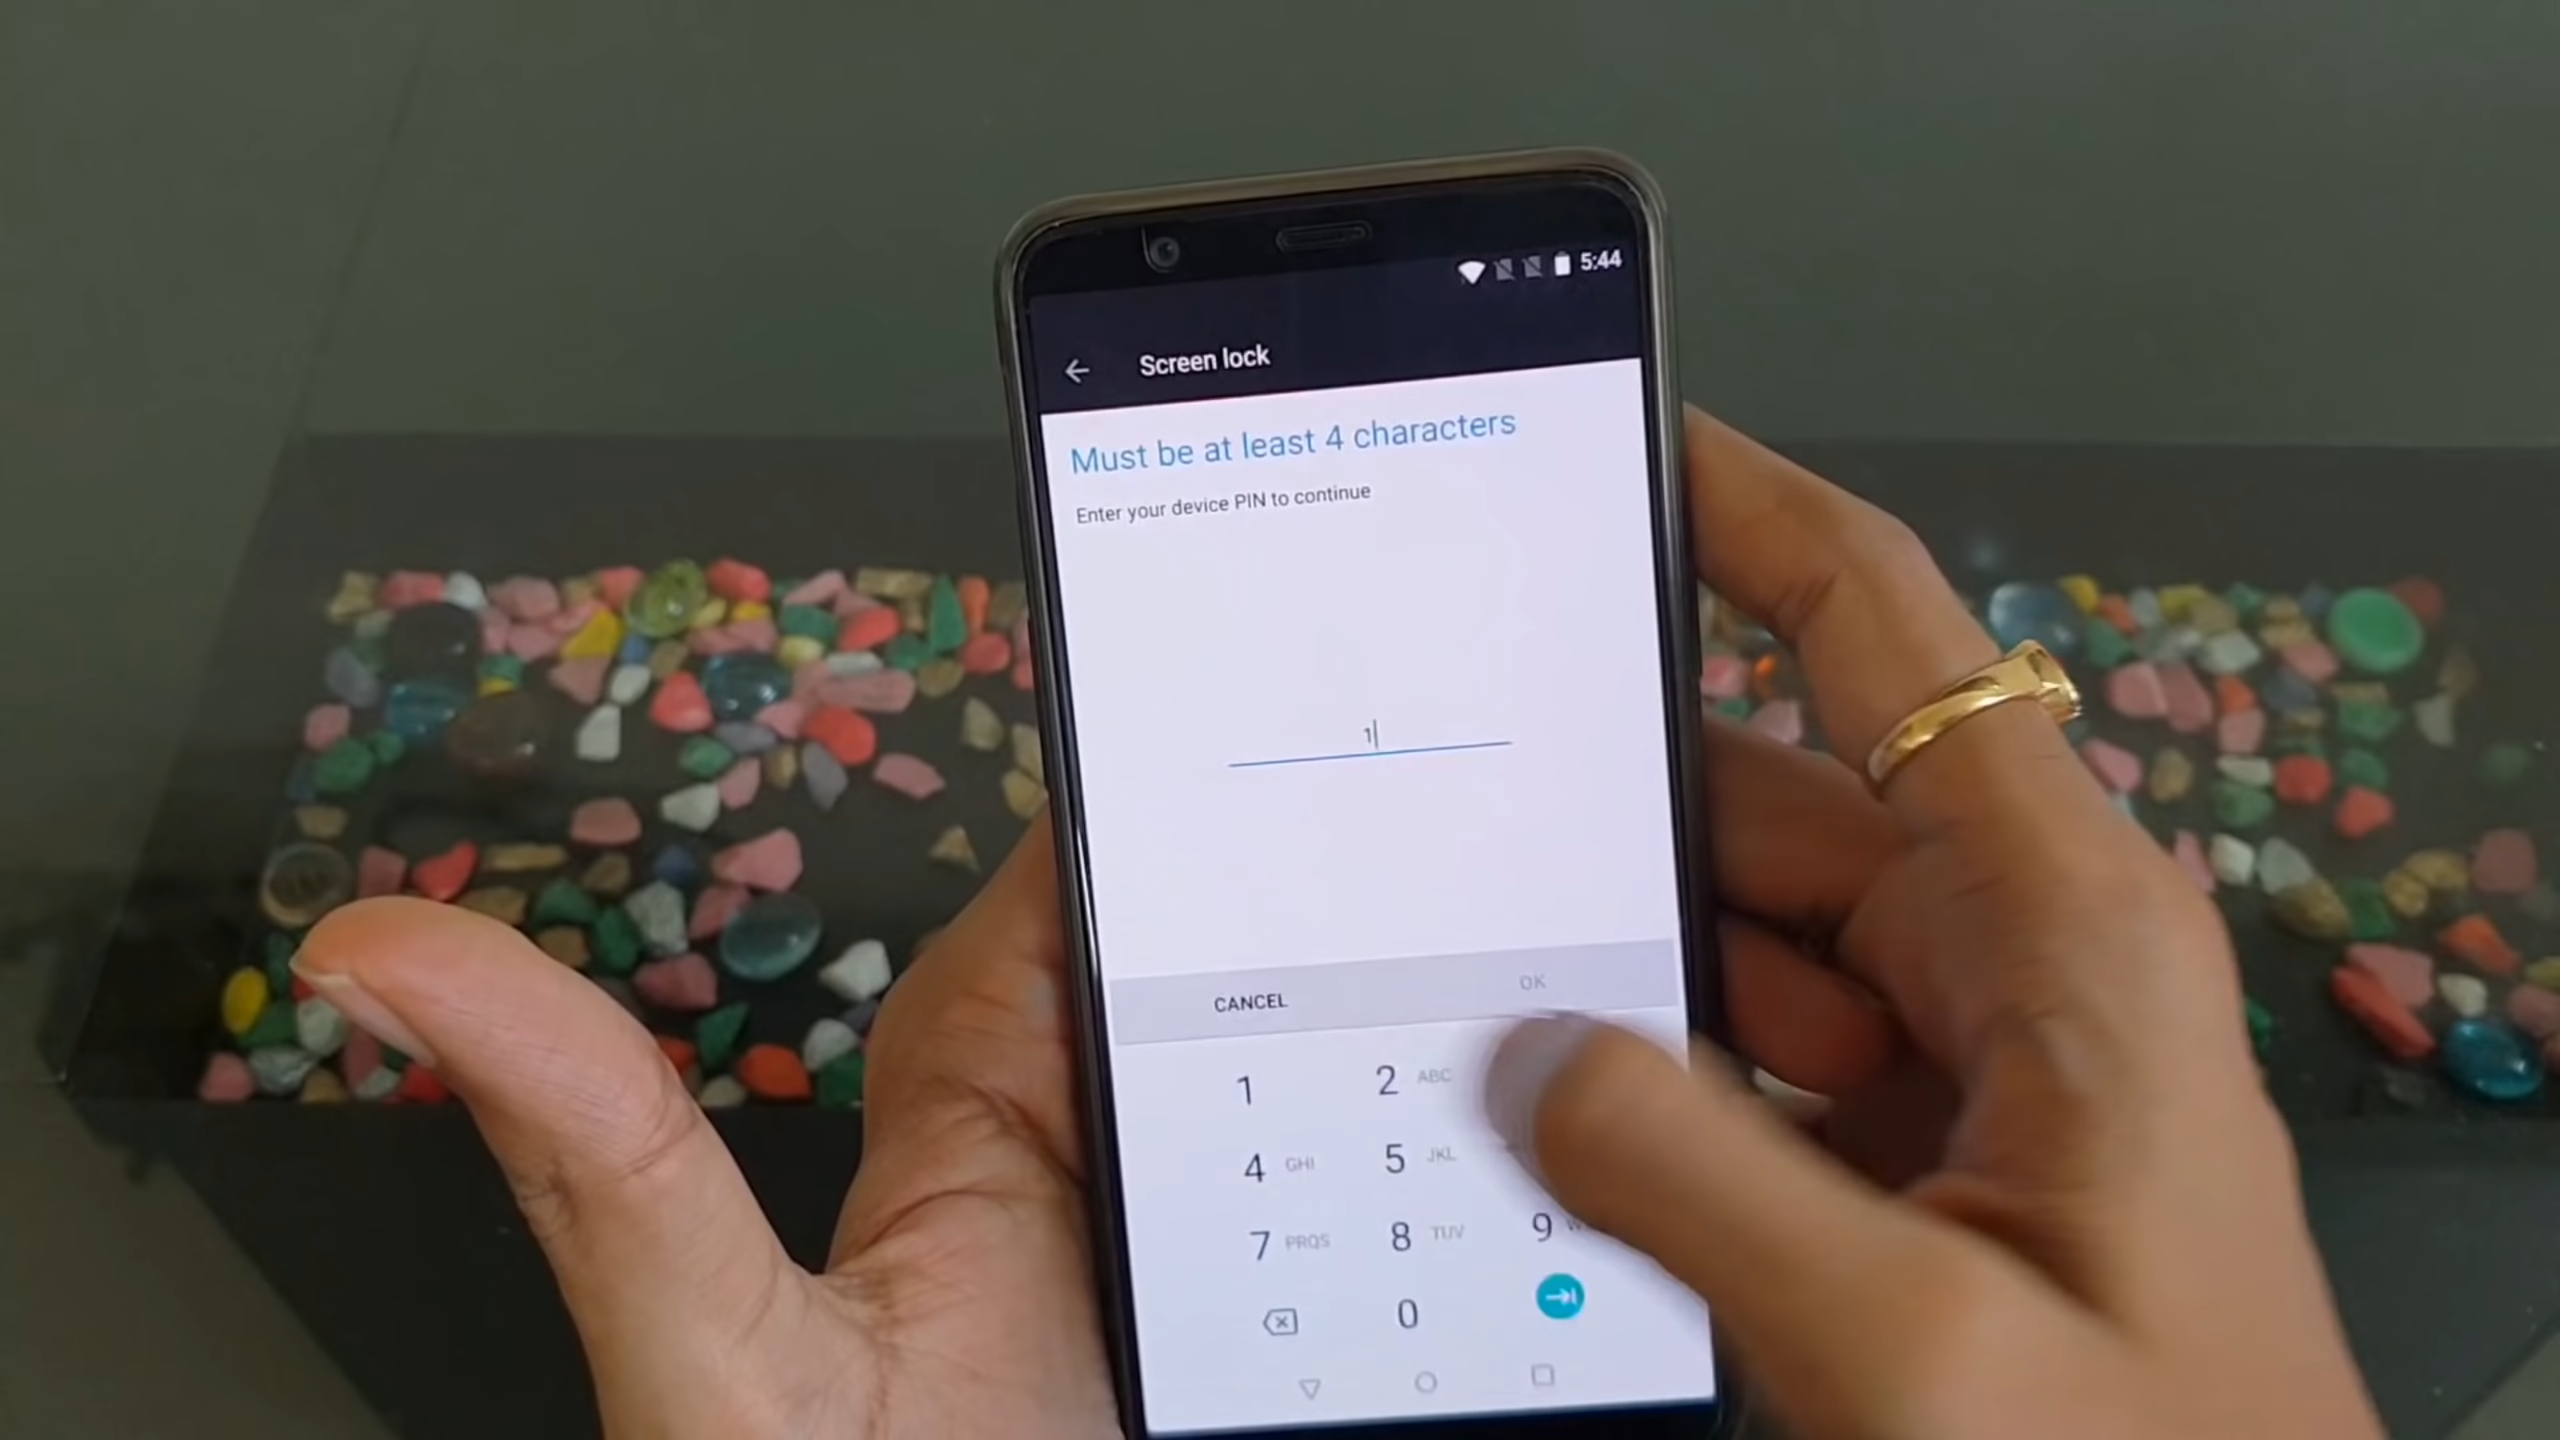 5:44
Screen lock
Must be at least 4 characters
Enter your device PIN to continue
1
CANCEL OK
1 2 ABC
4 GHI 5 JKL
7 PRQS 8 TUV 9 W
0